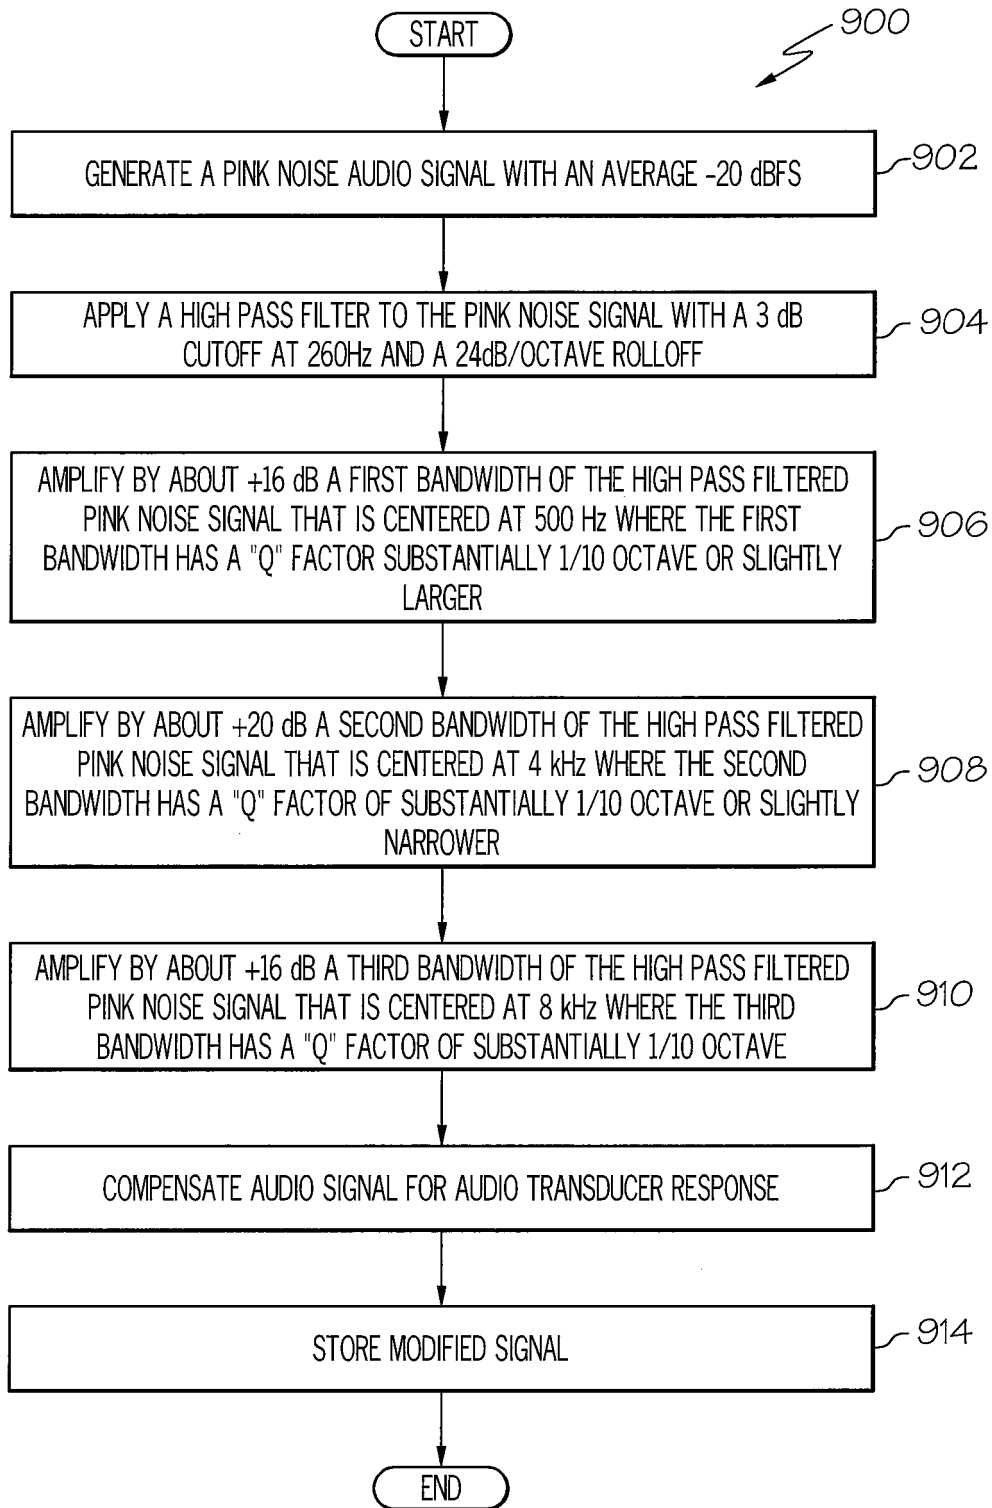 START
900
GENERATE A PINK NOISE AUDIO SIGNAL WITH AN AVERAGE -20 dBFS
902
APPLY A HIGH PASS FILTER TO THE PINK NOISE SIGNAL WITH A 3 dB
CUTOFF AT 260Hz AND A 24dB/OCTAVE ROLLOFF
904
AMPLIFY BY ABOUT +16 dB A FIRST BANDWIDTH OF THE HIGH PASS FILTERED
PINK NOISE SIGNAL THAT IS CENTERED AT 500 Hz WHERE THE FIRST
BANDWIDTH HAS A "Q" FACTOR SUBSTANTIALLY 1/10 OCTAVE OR SLIGHTLY
LARGER
906
AMPLIFY BY ABOUT +20 dB A SECOND BANDWIDTH OF THE HIGH PASS FILTERED
PINK NOISE SIGNAL THAT IS CENTERED AT 4 kHz WHERE THE SECOND
BANDWIDTH HAS A "Q" FACTOR OF SUBSTANTIALLY 1/10 OCTAVE OR SLIGHTLY
NARROWER
908
AMPLIFY BY ABOUT +16 dB A THIRD BANDWIDTH OF THE HIGH PASS FILTERED
PINK NOISE SIGNAL THAT IS CENTERED AT 8 kHz WHERE THE THIRD
BANDWIDTH HAS A "Q" FACTOR OF SUBSTANTIALLY 1/10 OCTAVE
910
COMPENSATE AUDIO SIGNAL FOR AUDIO TRANSDUCER RESPONSE
912
STORE MODIFIED SIGNAL
914
END